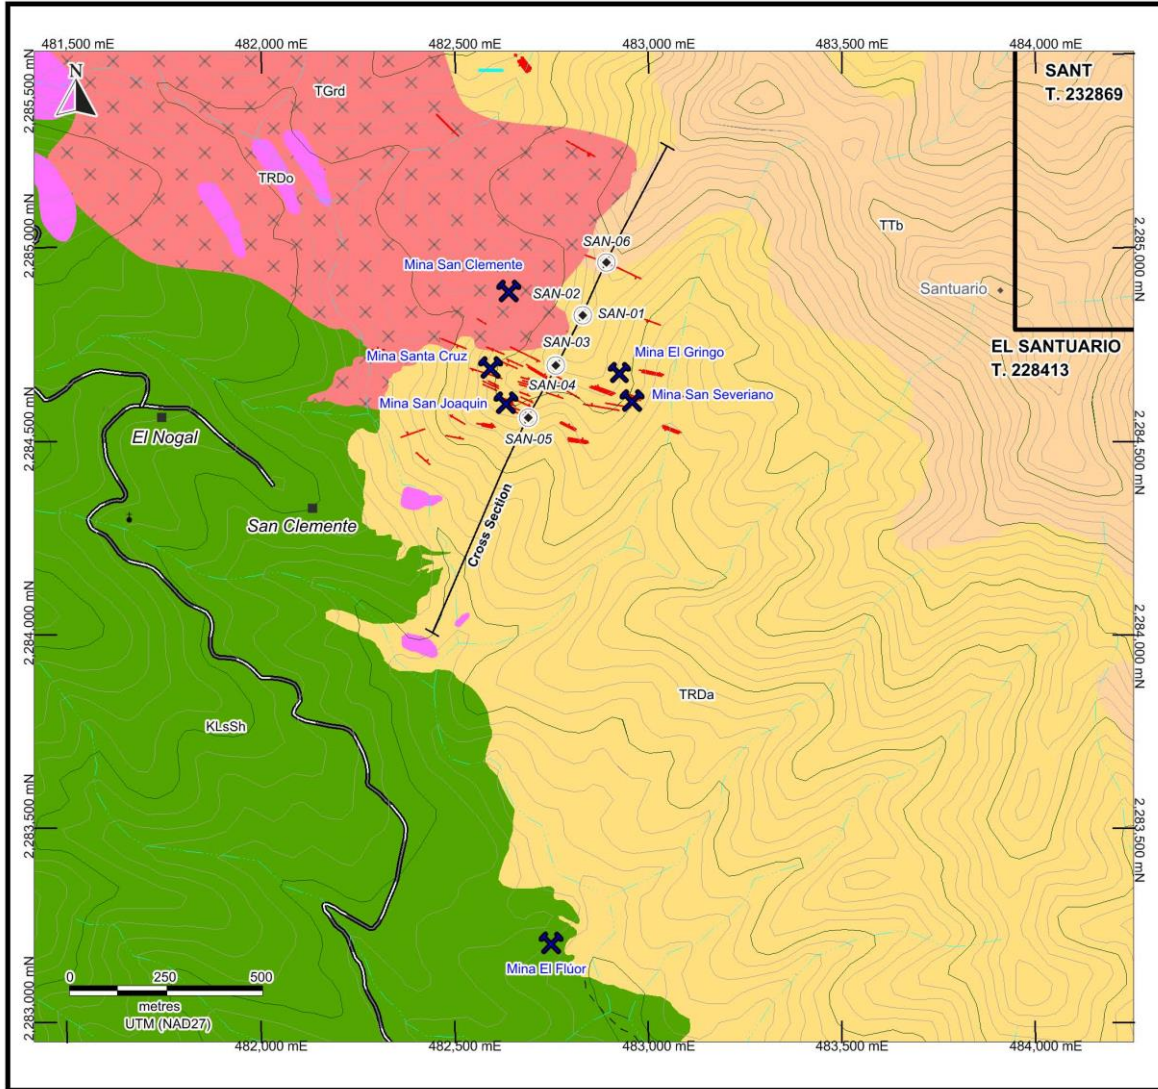 481,500 mE
482,000 mE
482,500 mE
483,000 mE
483,500 mE
484,000 mE
N
2,285,500 mN
SANT
T. 232869
TGrd
TRDo
TTb
2,285,000 mN
SAN-06
Mina San Clemente
SAN-02
SAN-01
Santuario
SAN-03
EL SANTUARIO
T. 228413
Mina Santa Cruz
Mina El Gringo
SAN-04
Mina San Severiano
Mina San Joaquin
El Nogal
SAN-05
2,284,500 mN
2,284,500 mN
San Clemente
Cross Section
2,285,000 mN
2,284,000 mN
2,284,000 mN
TRDa
KLsSh
2,283,500 mN
2,283,500 mN
Mina El Flúor
0 250 500
metres
UTM (NAD27)
2,283,000 mN
482,000 mE
482,500 mE
483,000 mE
483,500 mE
484,000 mE